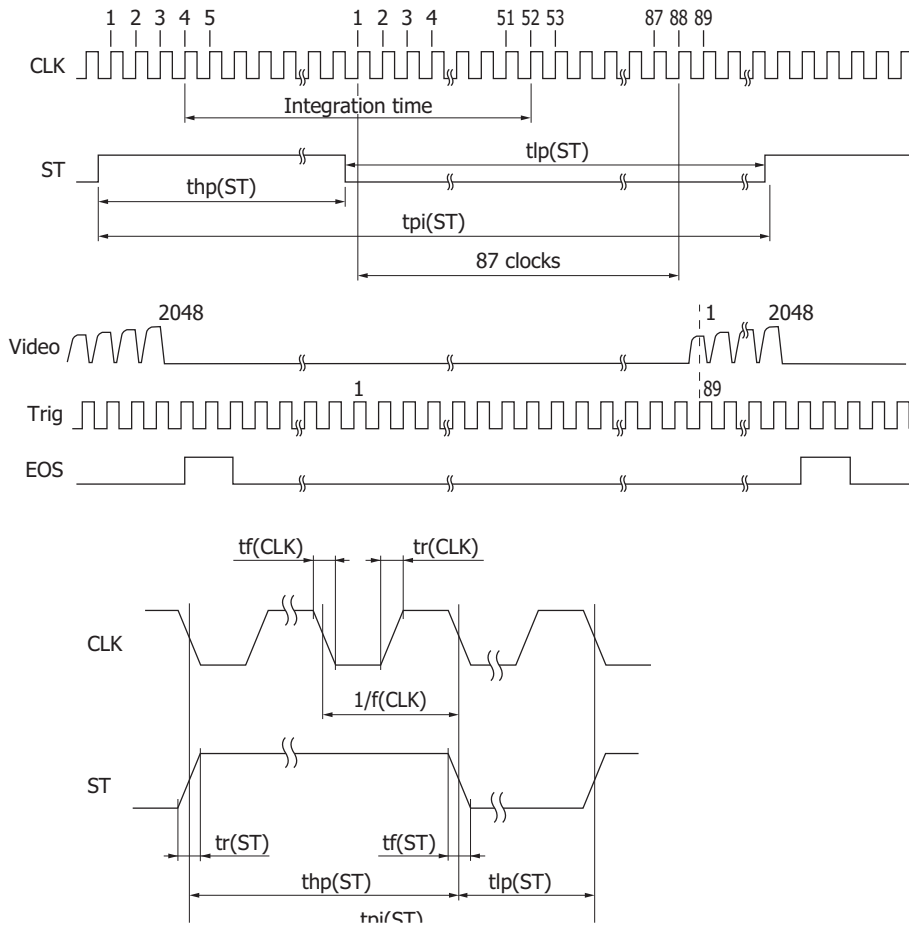 1 2 3 4 5 1 2 3 4 51 52 53 87 88 89
CLK
Integration time
ST
tlp(ST)
thp(ST)
tpi(ST)
87 clocks
2048 1 2048
Video
1 89
Trig
EOS
tf(CLK) tr(CLK)
CLK
1/f(CLK)
ST
tr(ST) tf(ST)
thp(ST) tlp(ST)
tpi(ST)